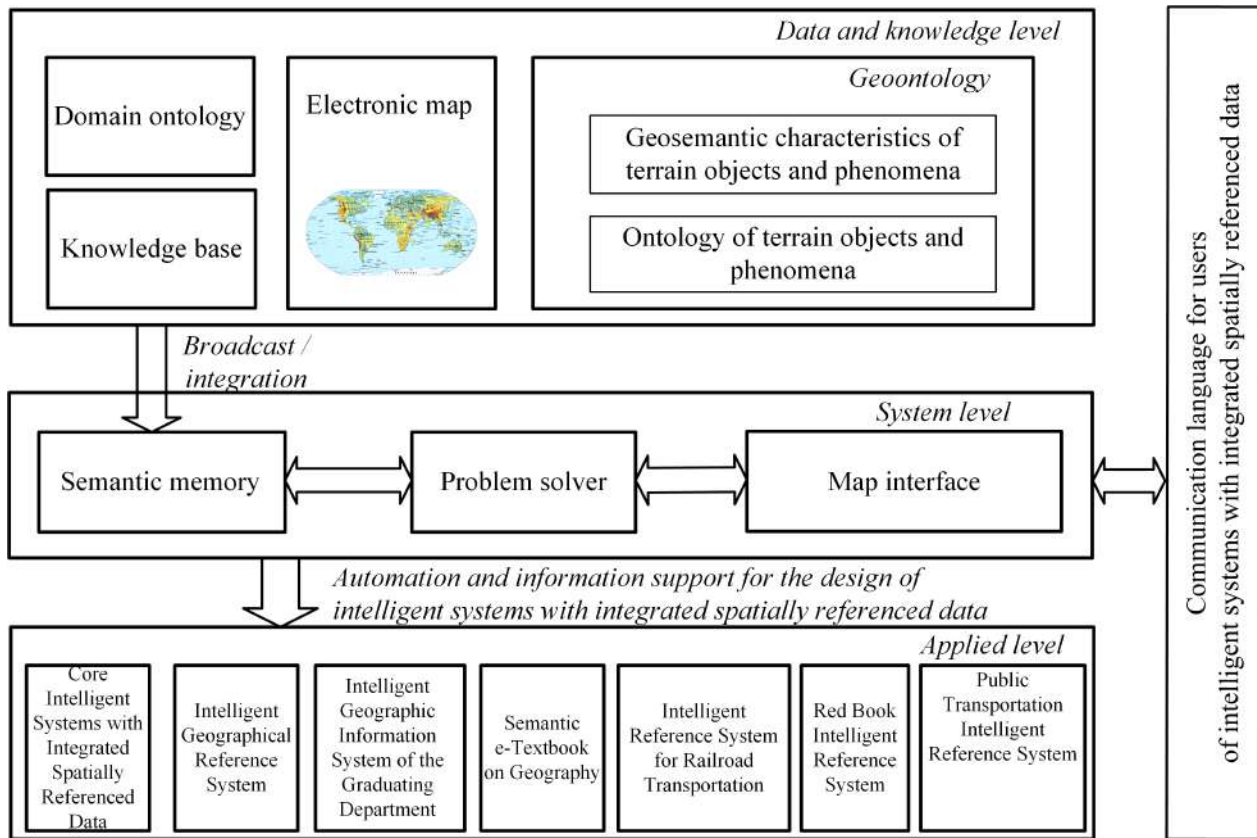 Data and knowledge level
Domain ontology
Knowledge base
Electronic map
Geoontology
Geosemantic characteristics of
terrain objects and phenomena
Ontology of terrain objects and
phenomena
Broadcast /
integration
System level
Semantic memory
Problem solver
Map interface
Automation and information support for the design of
intelligent systems with integrated spatially referenced data
Applied level
Core
Intelligent
Systems with
Integrated
Spatially
Referenced
Data
Intelligent
Geographical
Reference
System
Intelligent
Geographic
Information
System of the
Graduating
Department
Semantic
e-Textbook
on Geography
Intelligent
Reference System
for Railroad
Transportation
Red Book
Intelligent
Reference
System
Public
Transportation
Intelligent
Reference System
Communication language for users
of intelligent systems with integrated spatially referenced data